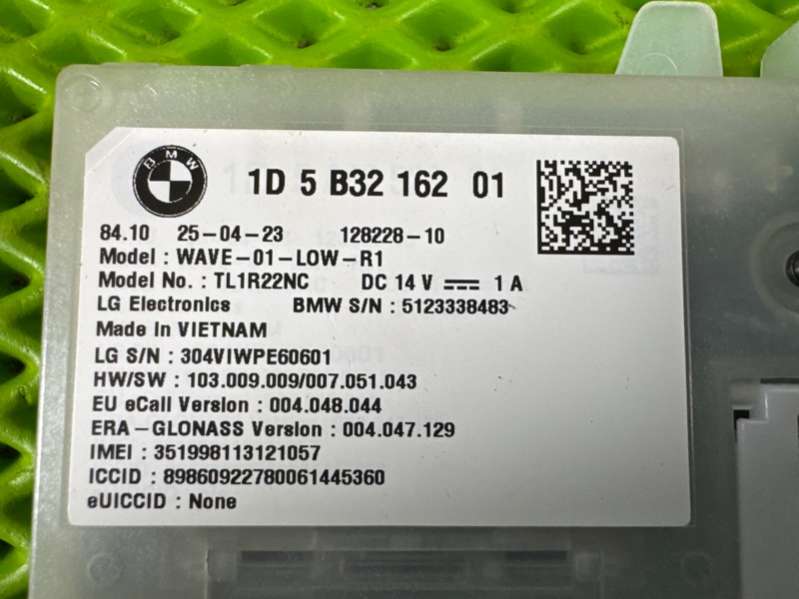 BMW
1D 5 B32 162 01
84.10 25-04-23 128228-10
Model : WAVE-01-LOW-R1
Model No. : TL1R22NC DC 14 V ⎓ 1 A
LG Electronics BMW S/N : 5123338483
Made In VIETNAM
LG S/N : 304VIWPE60601
HW/SW : 103.009.009/007.051.043
EU eCall Version : 004.048.044
ERA-GLONASS Version : 004.047.129
IMEI : 351998113121057
ICCID : 89860922780061445360
eUICCID : None